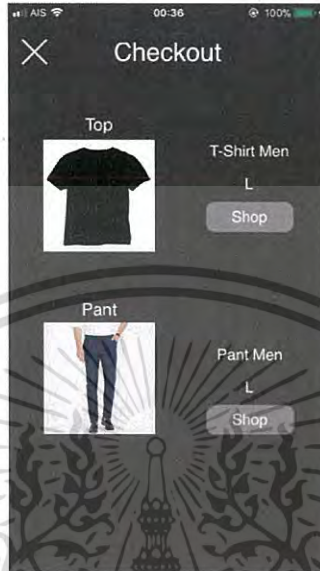 AIS 00:36 100%
Checkout
Top
T-Shirt Men
L
Shop
Pant
Pant Men
L
Shop